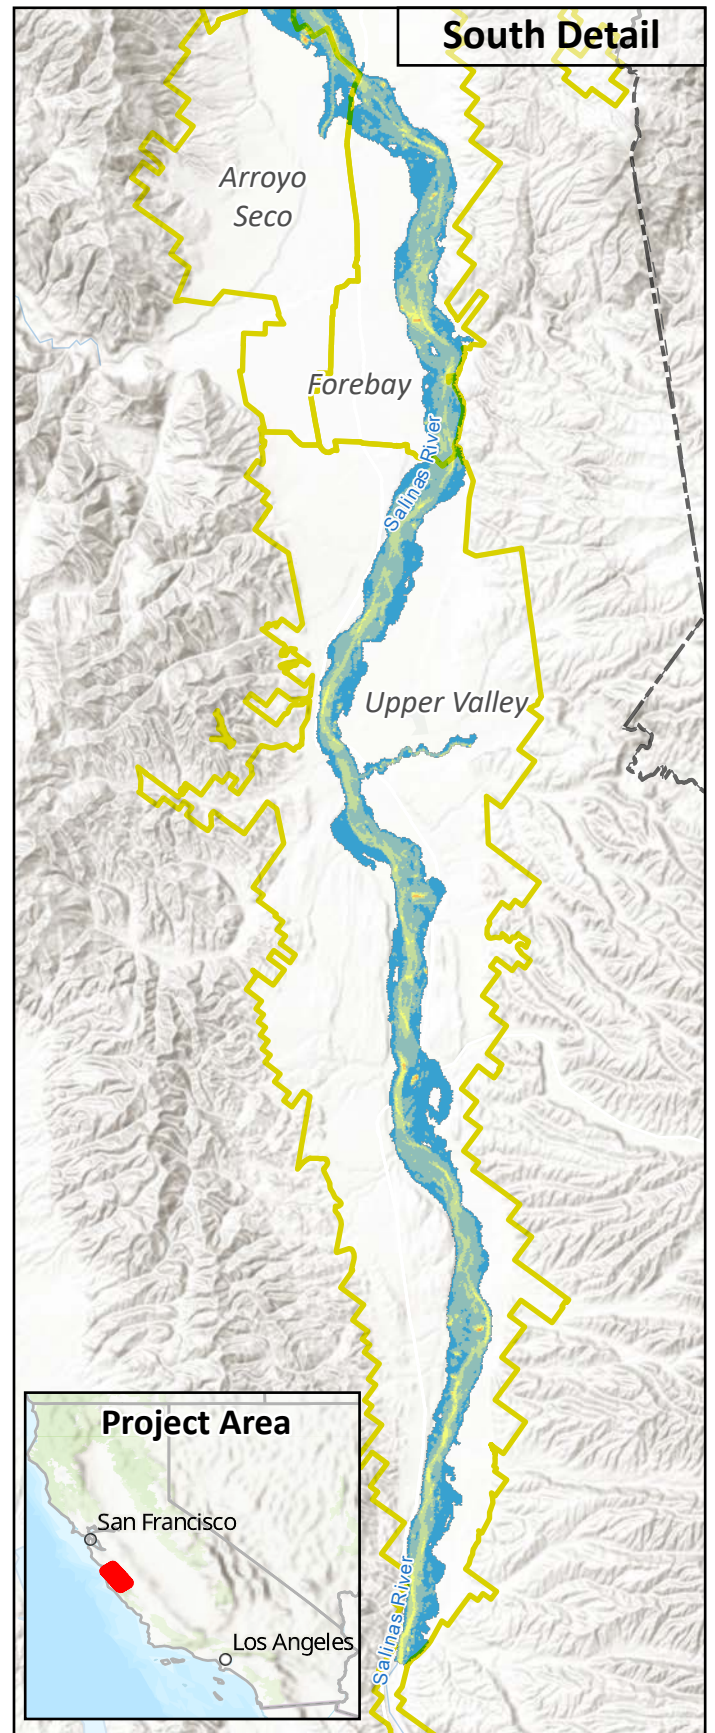 South Detail
Arroyo
Seco
Forebay
Salinas River
Upper Valley
Project Area
San Francisco
Los Angeles
Salinas River